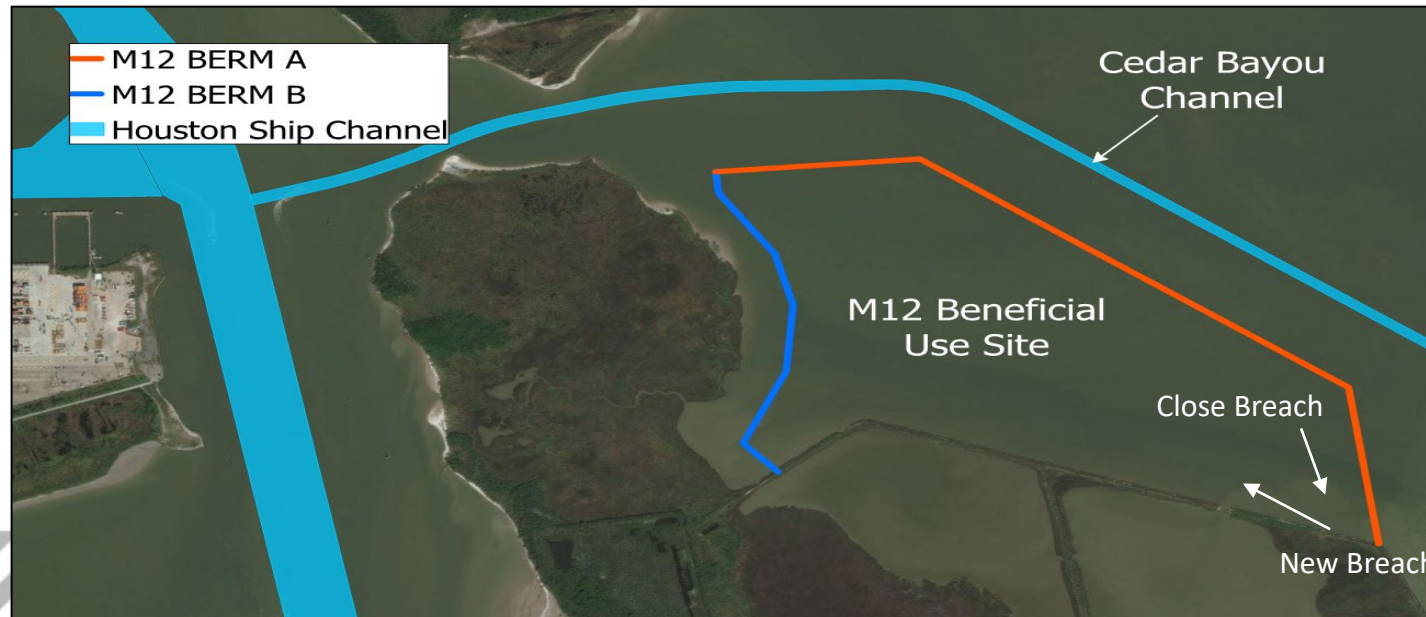 M12 BERM A
M12 BERM B
Houston Ship Channel
Cedar Bayou
Channel
M12 Beneficial
Use Site
Close Breach
New Breach